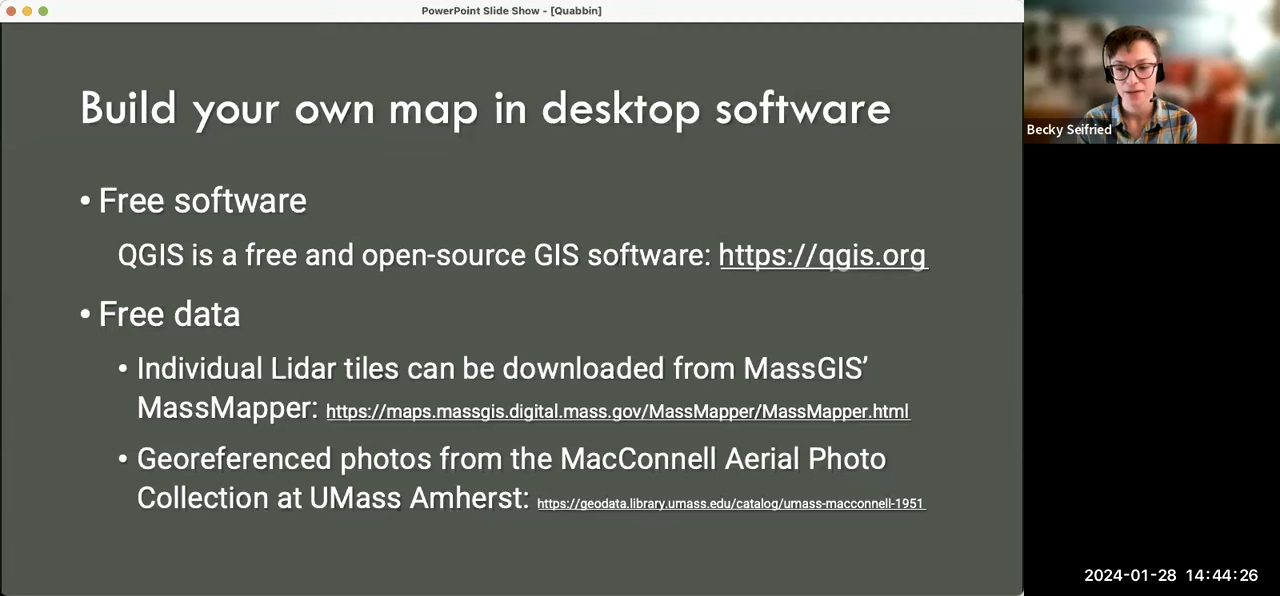 PowerPoint Slide Show - [Quabbin]
Build your own map in desktop software
• Free software
QGIS is a free and open-source GIS software: https://qgis.org
• Free data
• Individual Lidar tiles can be downloaded from MassGIS’
MassMapper: https://maps.massgis.digital.mass.gov/MassMapper/MassMapper.html
• Georeferenced photos from the MacConnell Aerial Photo
Collection at UMass Amherst: https://geodata.library.umass.edu/catalog/umass-macconnell-1951
Becky Seifried
2024-01-28 14:44:26